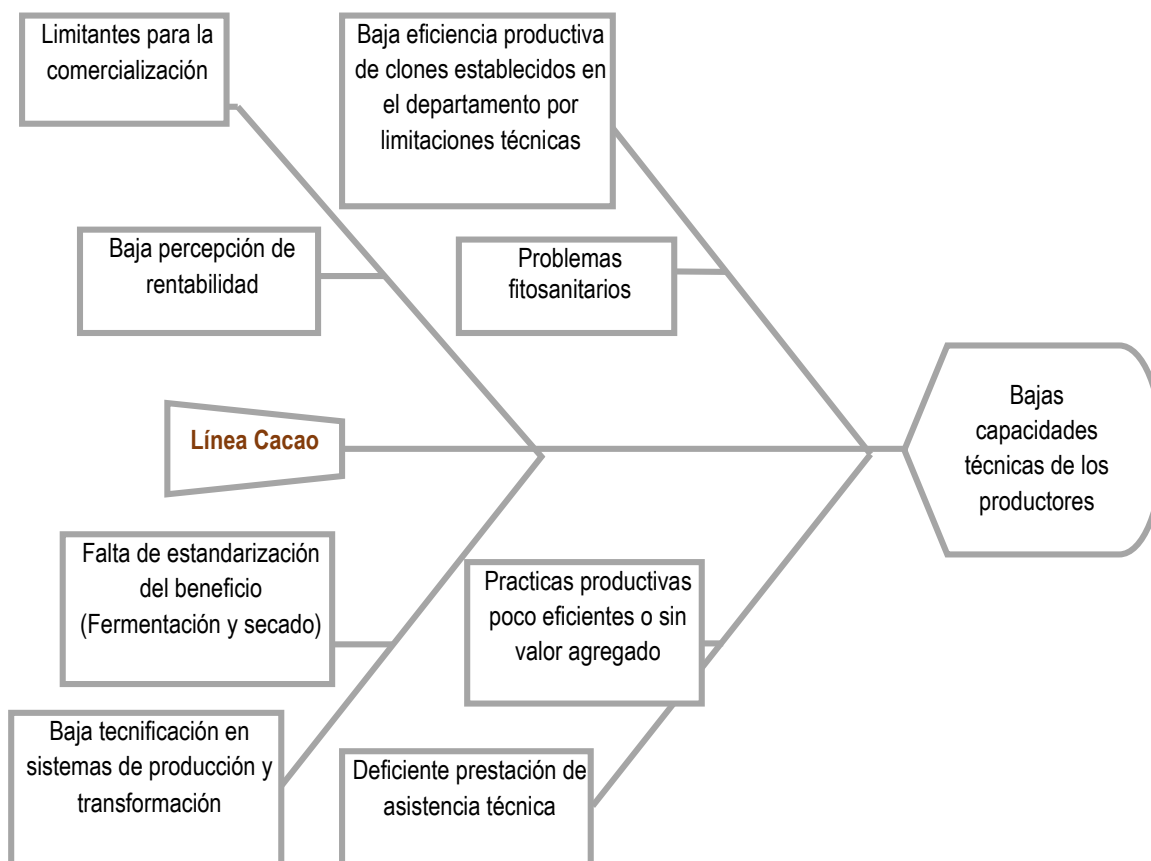 Limitantes para la
comercialización
Baja eficiencia productiva
de clones establecidos en
el departamento por
limitaciones técnicas
Baja percepción de
rentabilidad
Problemas
fitosanitarios
Línea Cacao
Bajas
capacidades
técnicas de los
productores
Falta de estandarización
del beneficio
(Fermentación y secado)
Practicas productivas
poco eficientes o sin
valor agregado
Baja tecnificación en
sistemas de producción y
transformación
Deficiente prestación de
asistencia técnica